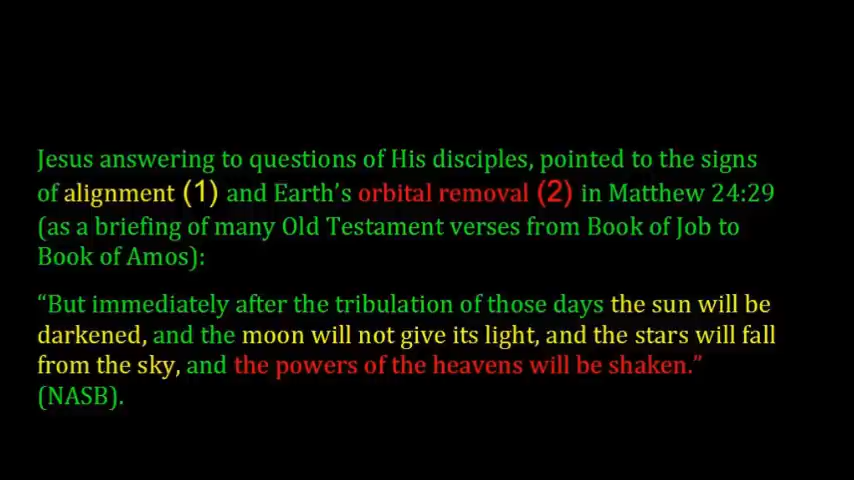 Jesus answering to questions of His disciples, pointed to the signs
of alignment (1) and Earth’s orbital removal (2) in Matthew 24:29
(as a briefing of many Old Testament verses from Book of Job to
Book of Amos):
“But immediately after the tribulation of those days the sun will be
darkened, and the moon will not give its light, and the stars will fall
from the sky, and the powers of the heavens will be shaken.”
(NASB).